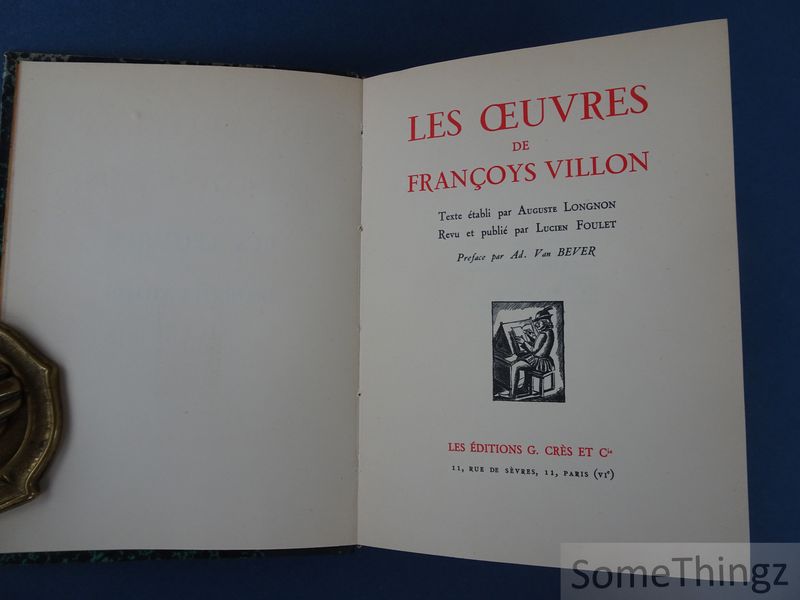 LES ŒUVRES
DE
FRANÇOYS VILLON
Texte établi par AUGUSTE LONGNON
Revu et publié par LUCIEN FOULET
Preface par Ad. Van BEVER
LES ÉDITIONS G. CRÈS ET Cie
11, RUE DE SÈVRES, 11, PARIS (VIe)
SomeThingz